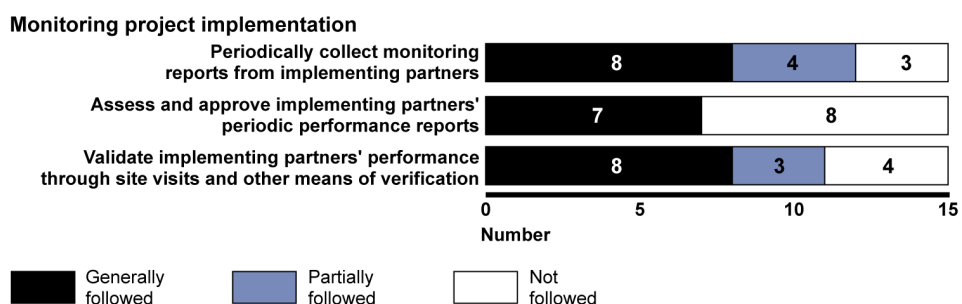 Monitoring project implementation
Periodically collect monitoring
reports from implementing partners
8 4 3
Assess and approve implementing partners'
periodic performance reports
7 8
Validate implementing partners' performance
through site visits and other means of verification
8 3 4
0 5 10 15
Number
Generally
followed
Partially
followed
Not
followed